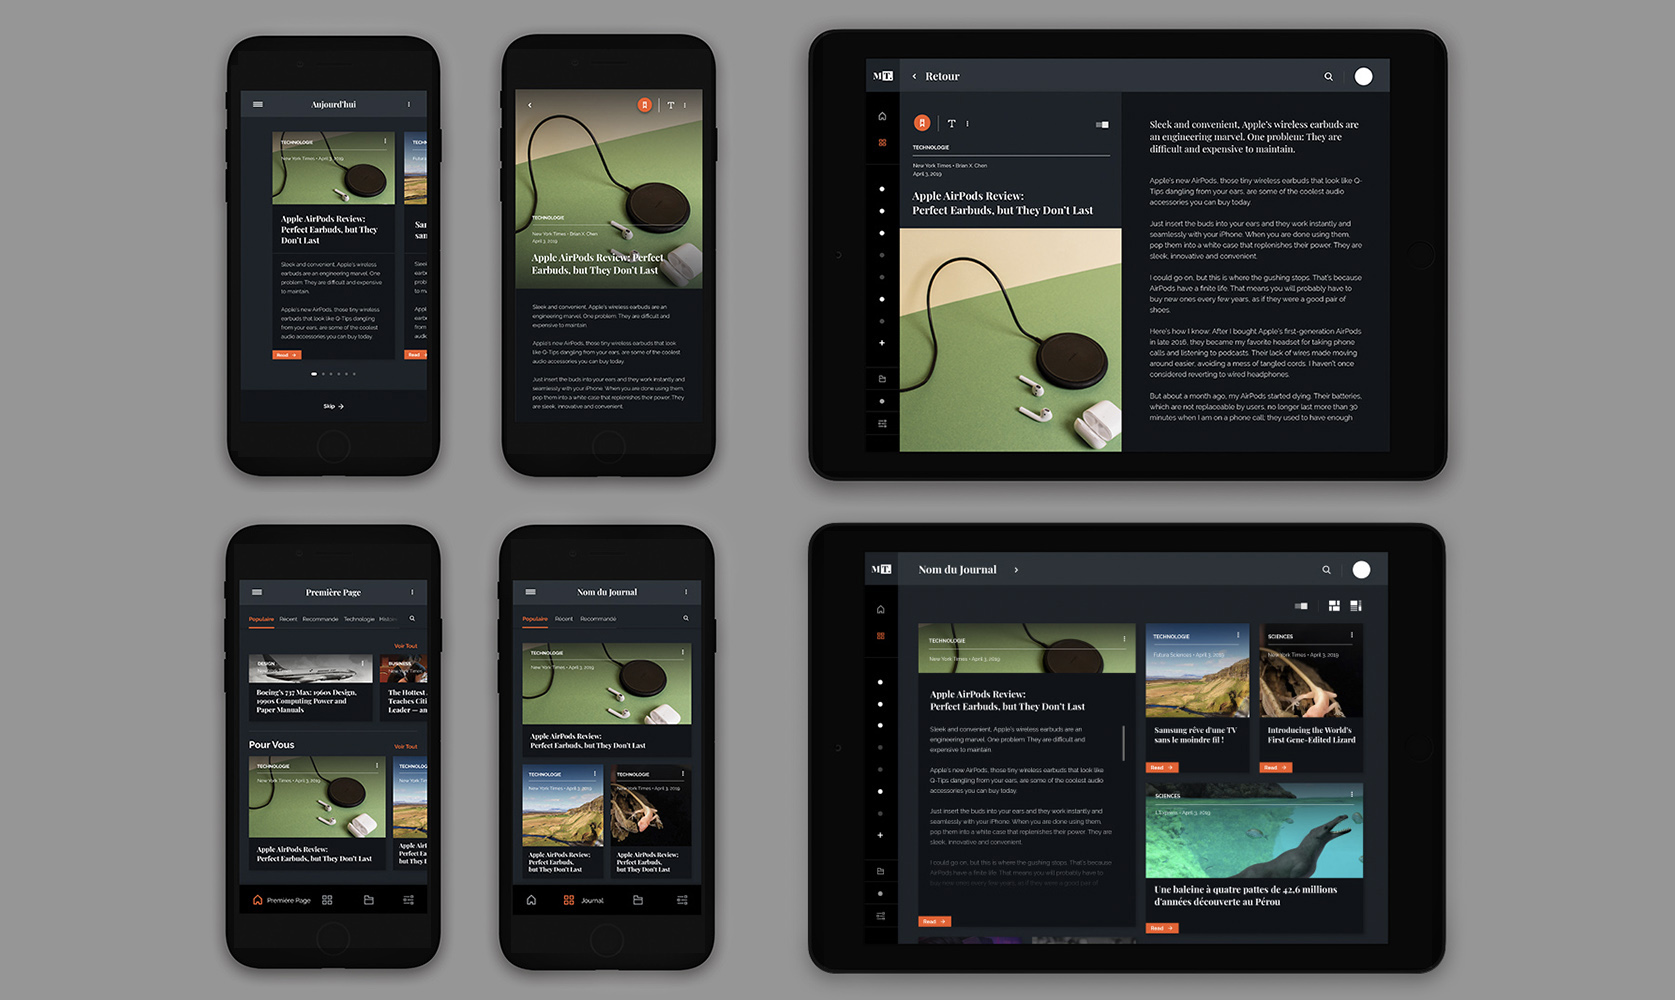 Aujourd'hui
TECHNOLOGIE
New York Times • April 3, 2019
Apple AirPods Review:
Perfect Earbuds, but They
Don't Last
Sleek and convenient, Apple's wireless
earbuds are an engineering marvel. One
problem: They are difficult and expensive
to maintain.
Apple's new AirPods, those tiny wireless
earbuds that look like Q-Tips dangling
from your ears, are some of the coolest
audio accessories you can buy today.
Read
Skip
TECHNOLOGIE
New York Times • Brian X. Chen
April 3, 2019
Apple AirPods Review: Perfect
Earbuds, but They Don't Last
Sleek and convenient, Apple's wireless earbuds are an
engineering marvel. One problem: They are difficult and
expensive to maintain.
Apple's new AirPods, those tiny wireless earbuds that look
like Q-Tips dangling from your ears, are some of the coolest
audio accessories you can buy today
Just insert the buds into your ears and they work instantly and
seamlessly with your iPhone. When you are done using them,
pop them into a white case that replenishes their power. They
are sleek, innovative and convenient.
MT.
Retour
T
TECHNOLOGIE
New York Times • Brian X. Chen
April 3, 2019
Apple AirPods Review:
Perfect Earbuds, but They Don't Last
Sleek and convenient, Apple's wireless earbuds are
an engineering marvel. One problem: They are
difficult and expensive to maintain.
Apple's new AirPods, those tiny wireless earbuds that look like Q-
Tips dangling from your ears, are some of the coolest audio
accessories you can buy today.
Just insert the buds into your ears and they work instantly and
seamlessly with your iPhone. When you are done using them,
pop them into a white case that replenishes their power. They are
sleek, innovative and convenient.
I could go on, but this is where the gushing stops. That's because
AirPods have a finite life. That means you will probably have to
buy new ones every few years, as if they were a good pair of
shoes.
Here's how I know: After I bought Apple's first-generation AirPods
in late 2016, they became my favorite headset for taking phone
calls and listening to podcasts. Their lack of wires made moving
around easier, avoiding a mess of tangled cords. I haven't once
considered reverting to wired headphones.
But about a month ago, my AirPods started dying. Their batteries,
which are not replaceable by users, no longer last more than 30
minutes when I am on a phone call; they used to have enough
Première Page
Populaire Récent Recommande Technologie Histoi
Voir Tout
DESIGN
Boeing's 737 Max: 1960s Design,
1990s Computing Power and
Paper Manuals
BUSINESS
New York Times
The Hottest
Teaches Citi
Leader — an
Pour Vous
Voir Tout
TECHNOLOGIE
New York Times • April 3, 2019
Apple AirPods Review:
Perfect Earbuds, but They Don't Last
Première Page
Nom du Journal
Populaire Récent Recommandé
TECHNOLOGIE
New York Times • April 3, 2019
Apple AirPods Review:
Perfect Earbuds, but They Don't Last
TECHNOLOGIE
New York Times • April 3, 2019
Apple AirPods Review:
Perfect Earbuds,
but They Don't Last
TECHNOLOGIE
New York Times • April 3, 2019
Apple AirPods Review:
Perfect Earbuds,
but They Don't Last
Journal
MT.
Nom du Journal
TECHNOLOGIE
New York Times • April 3, 2019
Apple AirPods Review:
Perfect Earbuds, but They Don't Last
Sleek and convenient, Apple's wireless earbuds are an
engineering marvel. One problem: They are difficult and
expensive to maintain.
Apple's new AirPods, those tiny wireless earbuds that look like
Q-Tips dangling from your ears, are some of the coolest audio
accessories you can buy today.
Just insert the buds into your ears and they work instantly and
seamlessly with your iPhone. When you are done using them,
pop them into a white case that replenishes their power. They are
sleek, innovative and convenient.
I could go on, but this is where the gushing stops. That's because
AirPods have a finite life. That means you will probably have to
buy new ones every few years, as if they were a good pair of
Read
TECHNOLOGIE
Futura Sciences • April 3, 2019
Samsung rêve d'une TV
sans le moindre fil !
Read
SCIENCES
New York Times • April 3, 2019
Introducing the World's
First Gene-Edited Lizard
Read
SCIENCES
L'Express • April 3, 2019
Une baleine à quatre pattes de 42,6 millions
d'années découverte au Pérou
Read